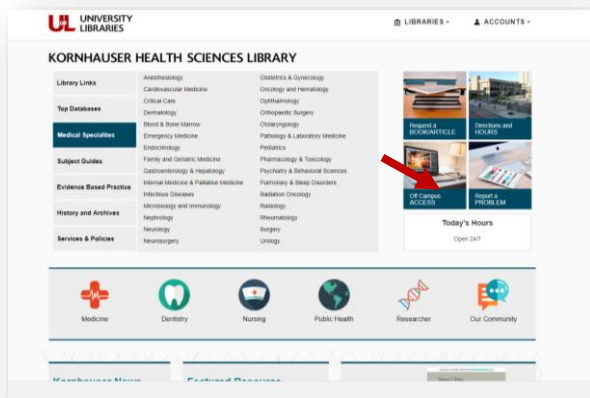 UL UNIVERSITY
OF LIBRARIES
LIBRARIES
ACCOUNTS
KORNHAUSER HEALTH SCIENCES LIBRARY
Library Links
Top Databases
Medical Specialties
Subject Guides
Evidence Based Practice
History and Archives
Services & Policies
Anesthesiology
Cardiovascular Medicine
Critical Care
Dermatology
Blood & Bone Marrow
Emergency Medicine
Endocrinology
Family and Geriatric Medicine
Gastroenterology & Hepatology
Internal Medicine & Palliative Medicine
Infectious Diseases
Microbiology and Immunology
Nephrology
Neurology
Neurosurgery
Obstetrics & Gynecology
Oncology and Hematology
Ophthalmology
Orthopaedic Surgery
Otolaryngology
Pathology & Laboratory Medicine
Pediatrics
Pharmacology & Toxicology
Psychiatry & Behavioral Sciences
Pulmonary & Sleep Disorders
Radiation Oncology
Radiology
Rheumatology
Surgery
Urology
Request a
BOOK/ARTICLE
Directions and
HOURS
Off Campus
ACCESS
Report a
PROBLEM
Today's Hours
Open 24/7
Medicine
Dentistry
Nursing
Public Health
Researcher
Our Community
Kornhauser News
Featured Resource